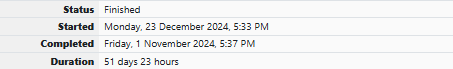 Status Finished
Started Monday, 23 December 2024, 5:33 PM
Completed Friday, 1 November 2024, 5:37 PM
Duration 51 days 23 hours